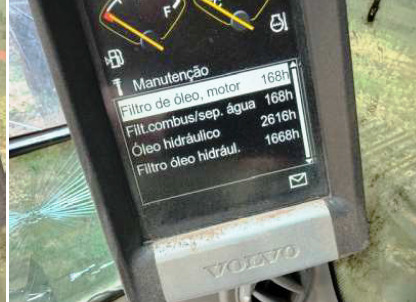 F
C
Manutenção
Filtro de óleo, motor 168h
Filt.combus/sep. água 168h
Óleo hidráulico 2616h
Filtro óleo hidrául. 1668h
VOLVO